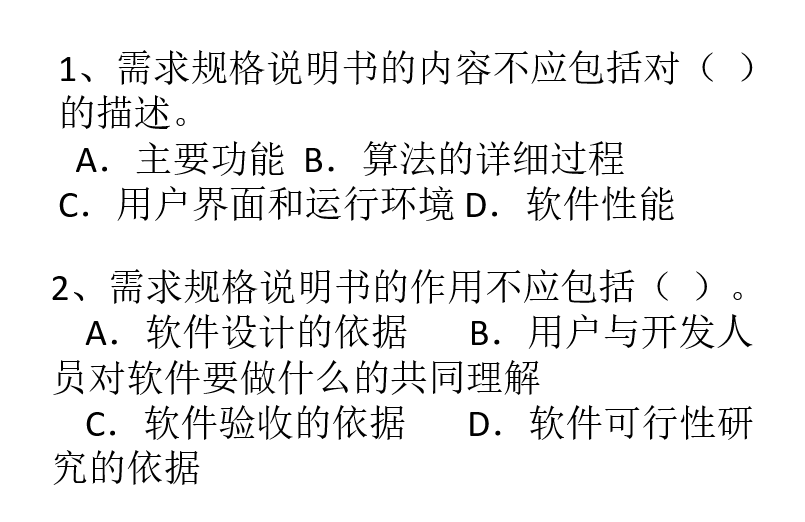 1、需求规格说明书的内容不应包括对（ ）
的描述。
A．主要功能 B．算法的详细过程
C．用户界面和运行环境 D．软件性能
2、需求规格说明书的作用不应包括（ ）。
A．软件设计的依据 B．用户与开发人
员对软件要做什么的共同理解
C．软件验收的依据 D．软件可行性研
究的依据